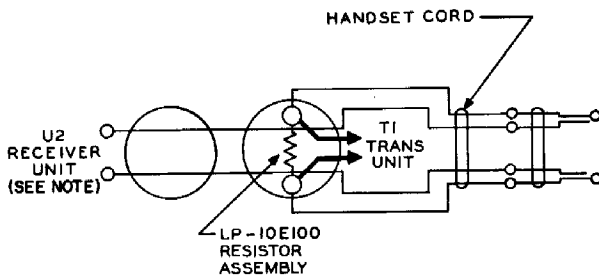 HANDSET CORD
U2
RECEIVER
UNIT
(SEE NOTE)
T1
TRANS
UNIT
LP-10E100
RESISTOR
ASSEMBLY